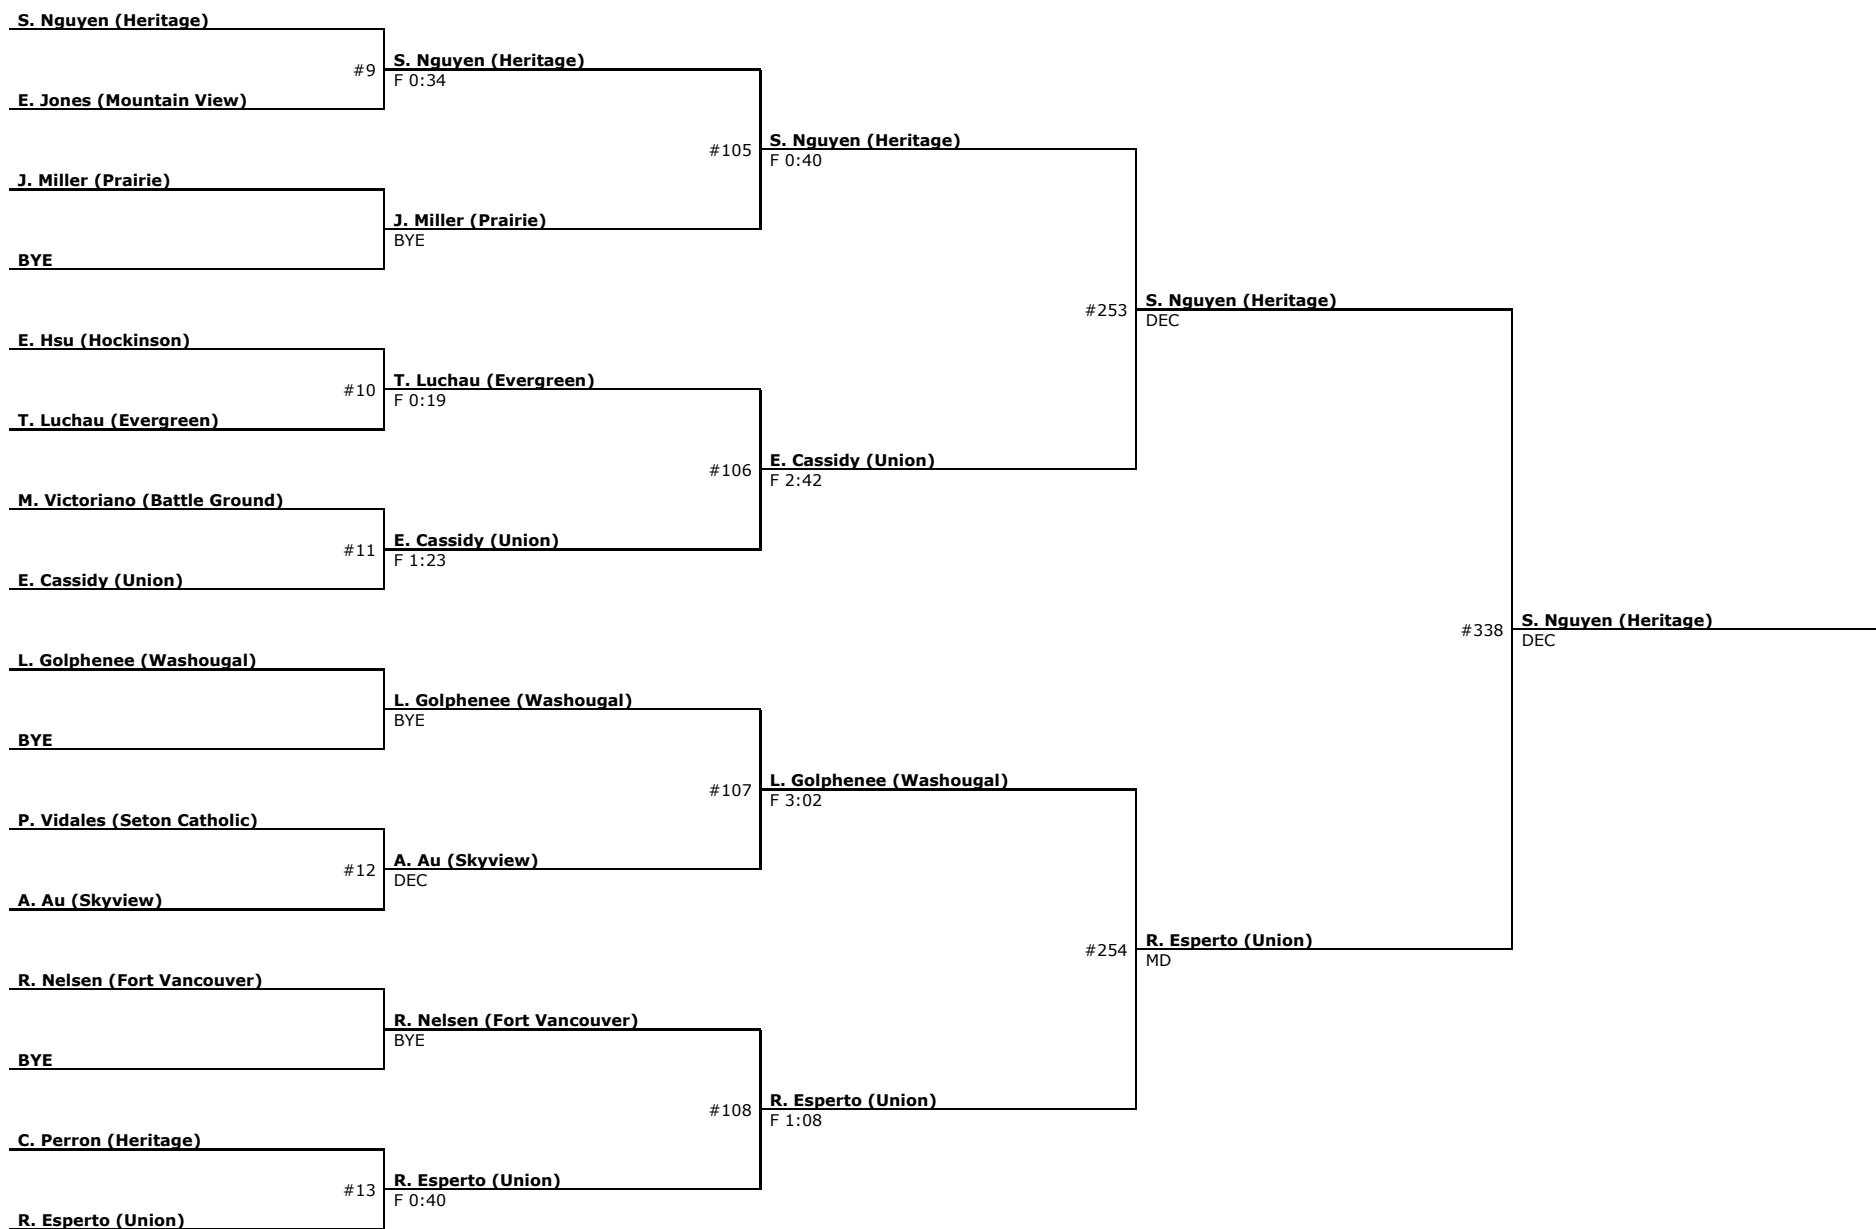 S. Nguyen (Heritage)
#9
E. Jones (Mountain View)
S. Nguyen (Heritage)
F 0:34
J. Miller (Prairie)
BYE
J. Miller (Prairie)
BYE
#105
S. Nguyen (Heritage)
F 0:40
E. Hsu (Hockinson)
#10
T. Luchau (Evergreen)
T. Luchau (Evergreen)
F 0:19
M. Victoriano (Battle Ground)
#11
E. Cassidy (Union)
E. Cassidy (Union)
F 1:23
#106
E. Cassidy (Union)
F 2:42
#253
S. Nguyen (Heritage)
DEC
L. Golphenee (Washougal)
BYE
L. Golphenee (Washougal)
BYE
P. Vidales (Seton Catholic)
#12
A. Au (Skyview)
A. Au (Skyview)
DEC
#107
L. Golphenee (Washougal)
F 3:02
R. Nelsen (Fort Vancouver)
BYE
R. Nelsen (Fort Vancouver)
BYE
C. Perron (Heritage)
#13
R. Esperto (Union)
R. Esperto (Union)
F 0:40
#108
R. Esperto (Union)
F 1:08
#254
R. Esperto (Union)
MD
#338
S. Nguyen (Heritage)
DEC